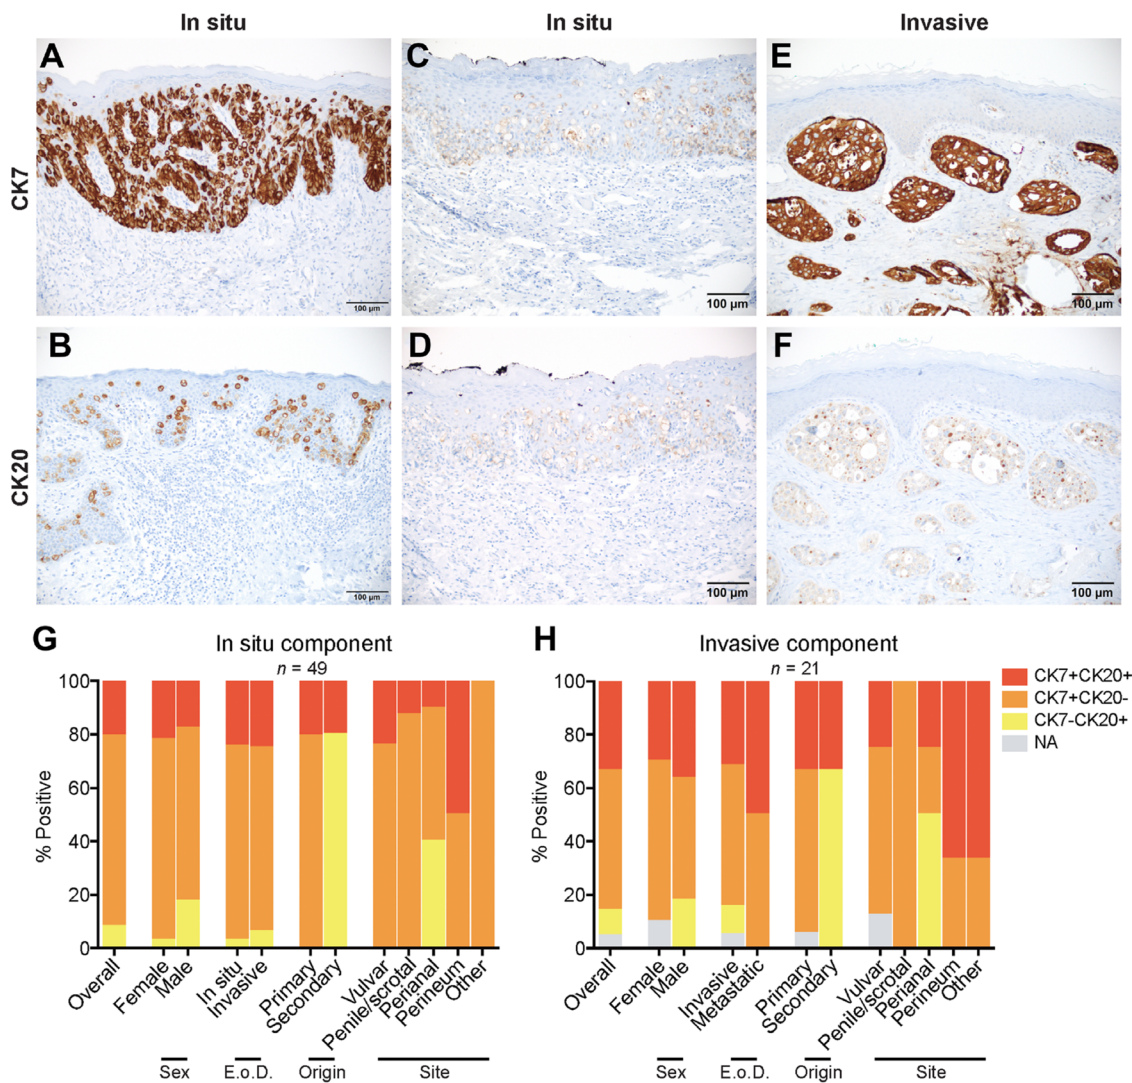 In situ
In situ
Invasive
A
C
E
CK7
100 µm
100 µm
100 µm
B
D
F
CK20
100 µm
100 µm
100 µm
G
In situ component
n = 49
H
Invasive component
n = 21
CK7+CK20+
CK7+CK20-
CK7-CK20+
NA
% Positive
100
80
60
40
20
0
Overall
Female
Male
In situ
Invasive
Primary
Secondary
Vulvar
Penile/scrotal
Perianal
Perineum
Other
Sex
E.o.D.
Origin
Site
% Positive
100
80
60
40
20
0
Overall
Female
Male
Invasive
Metastatic
Primary
Secondary
Vulvar
Penile/scrotal
Perianal
Perineum
Other
Sex
E.o.D.
Origin
Site